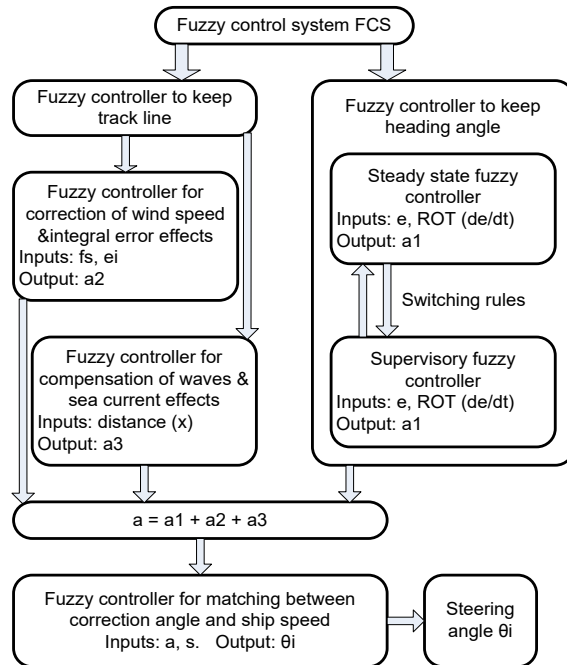 Fuzzy control system FCS
Fuzzy controller to keep
track line
Fuzzy controller for
correction of wind speed
&integral error effects
Inputs: fs, ei
Output: a2
Fuzzy controller for
compensation of waves &
sea current effects
Inputs: distance (x)
Output: a3
Fuzzy controller to keep
heading angle
Steady state fuzzy
controller
Inputs: e, ROT (de/dt)
Output: a1
Switching rules
Supervisory fuzzy
controller
Inputs: e, ROT (de/dt)
Output: a1
a = a1 + a2 + a3
Fuzzy controller for matching between
correction angle and ship speed
Inputs: a, s. Output: θi
Steering
angle θi